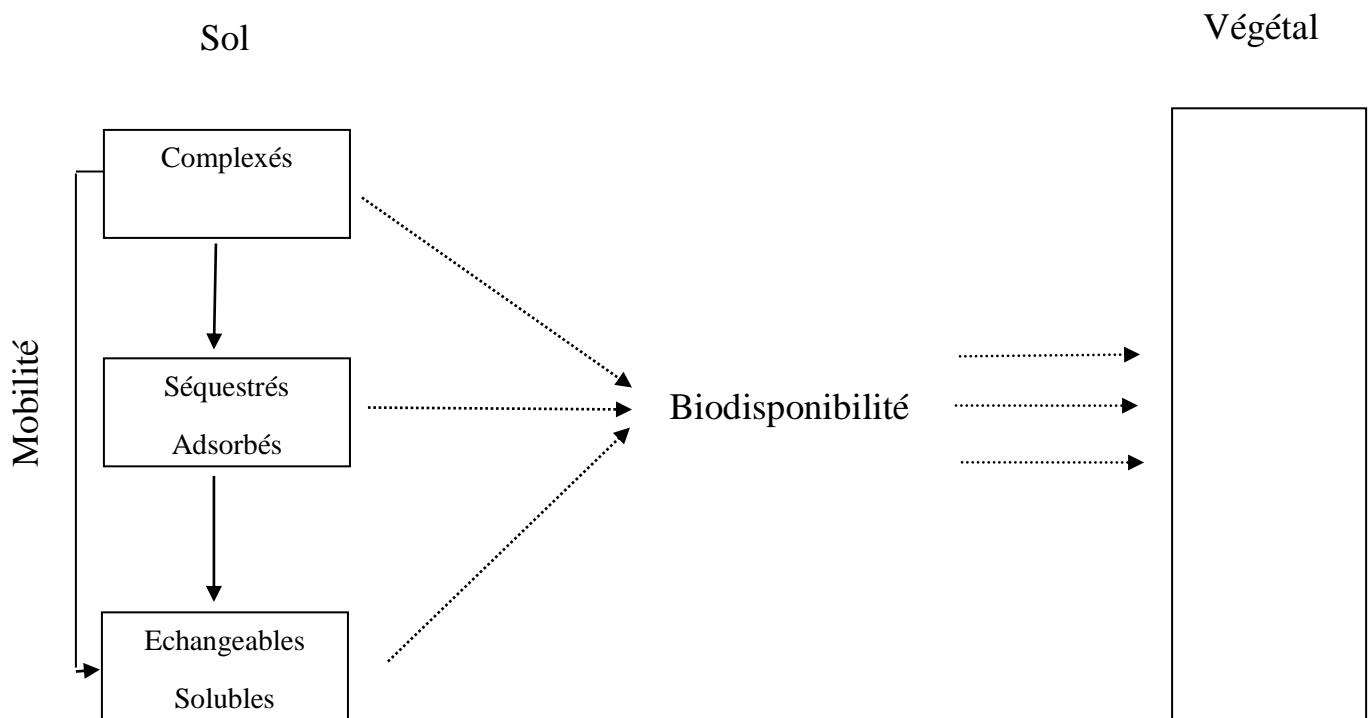 Sol
Végétal
Complexés
Mobilité
Séquestrés
Adsorbés
Biodisponibilité
Echangeables
Solubles